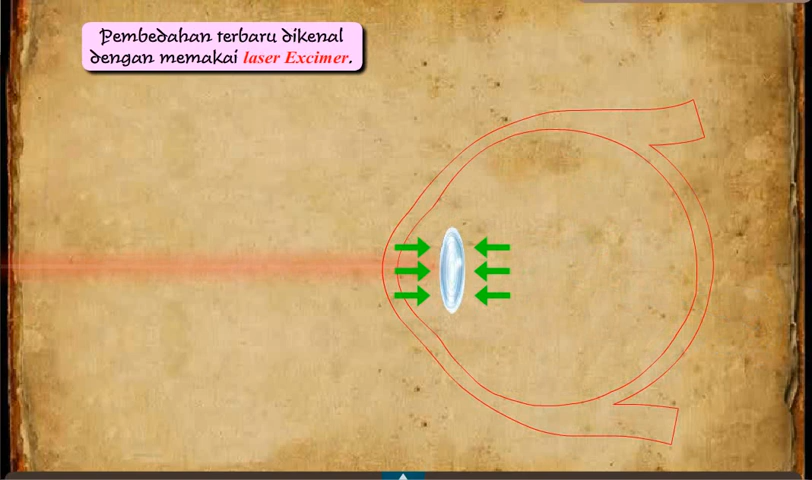 Pembedahan terbaru dikenal
dengan memakai laser Excimer.